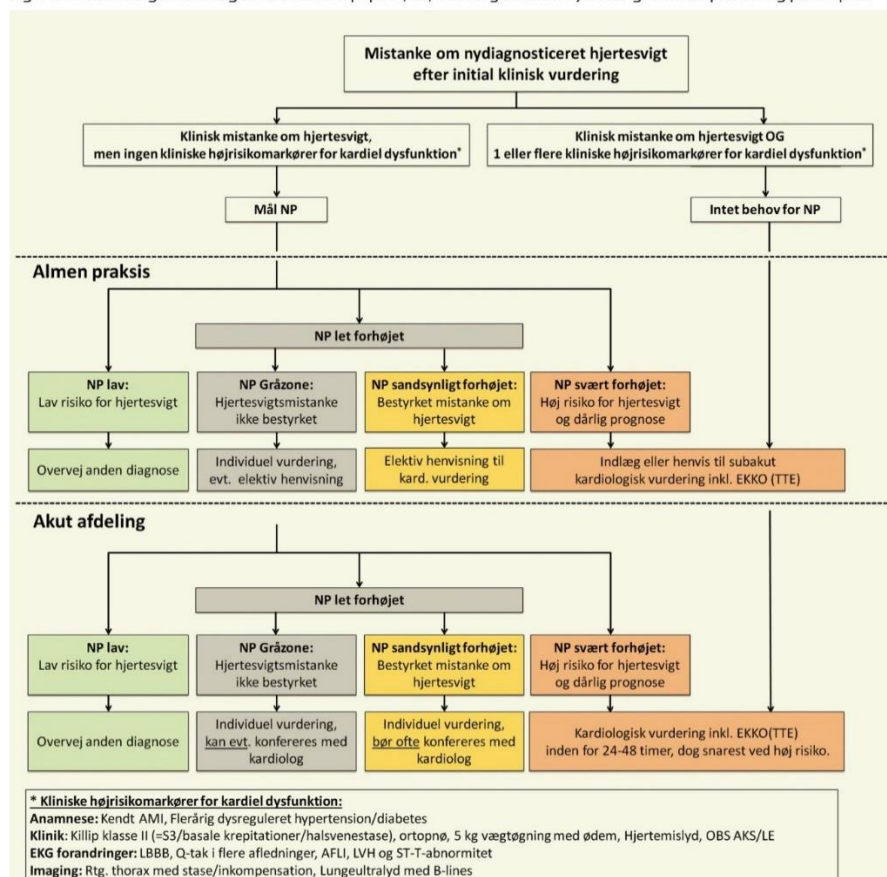 Mistanke om nydiagnosticeret hjertesvigt
efter initial klinisk vurdering
Klinisk mistanke om hjertesvigt,
men ingen kliniske højrisikomarkører for kardiel dysfunktion*
Klinisk mistanke om hjertesvigt OG
1 eller flere kliniske højrisikomarkører for kardiel dysfunktion*
Mål NP
Intet behov for NP
Almen praksis
NP let forhøjet
NP lav:
Lav risiko for hjertesvigt
NP Gråzone:
Hjertesvigtsmistanke
ikke bestyrket
NP sandsynligt forhøjet:
Bestyrket mistanke om
hjertesvigt
NP svært forhøjet:
Høj risiko for hjertesvigt
og dårlig prognose
Overvej anden diagnose
Individuel vurdering,
evt. elektiv henvisning
Elektiv henvisning til
kard. vurdering
Indlæg eller henvis til subakut
kardiologisk vurdering inkl. EKKO (TTE)
Akut afdeling
NP let forhøjet
NP lav:
Lav risiko for hjertesvigt
NP Gråzone:
Hjertesvigtsmistanke
ikke bestyrket
NP sandsynligt forhøjet:
Bestyrket mistanke om
hjertesvigt
NP svært forhøjet:
Høj risiko for hjertesvigt
og dårlig prognose
Overvej anden diagnose
Individuel vurdering,
kan evt. konfereres med
kardiolog
Individuel vurdering,
bør ofte konfereres med
kardiolog
Kardiologisk vurdering inkl. EKKO(TTE)
inden for 24-48 timer, dog snarest ved høj risiko.
* Kliniske højrisikomarkører for kardiel dysfunktion:
Anamnese: Kendt AMI, Flerårig dysreguleret hypertension/diabetes
Klinik: Killip klasse II (=S3/basale krepitationer/halsvenestase), ortopnø, 5 kg vægtøgning med ødem, Hjertemislyd, OBS AKS/LE
EKG forandringer: LBBB, Q-tak i flere afledninger, AFLI, LVH og ST-T-abnormitet
Imaging: Rtg. thorax med stase/inkompensation, Lungeultralyd med B-lines